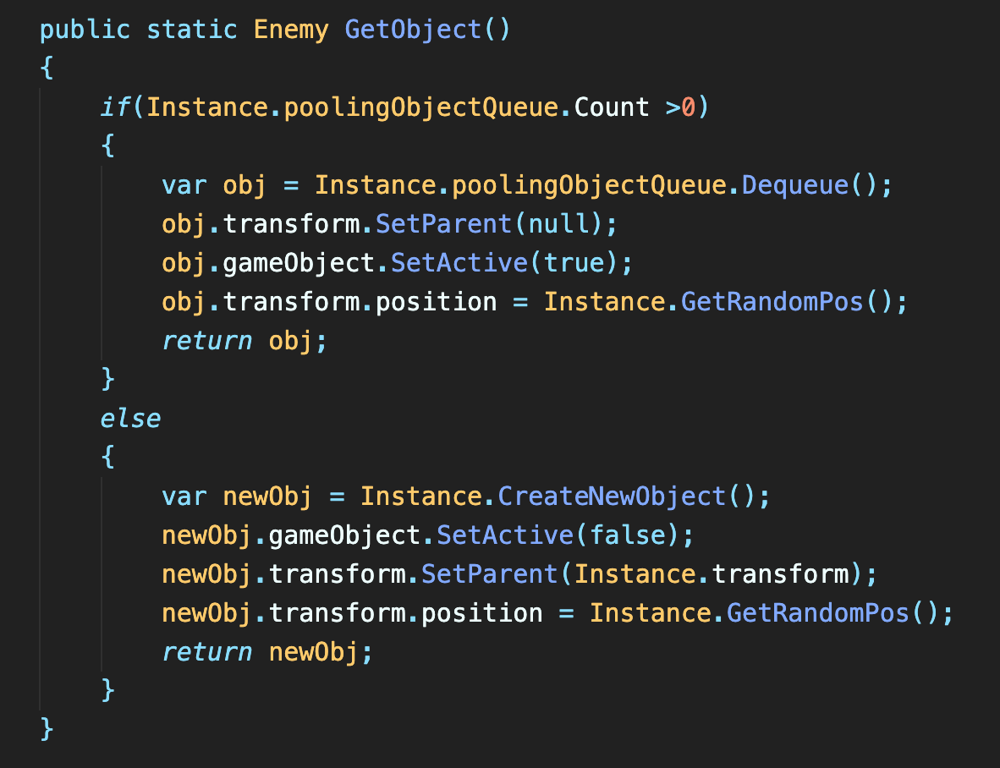 public static Enemy GetObject()
{
if(Instance.poolingObjectQueue.Count >0)
{
var obj = Instance.poolingObjectQueue.Dequeue();
obj.transform.SetParent(null);
obj.gameObject.SetActive(true);
obj.transform.position = Instance.GetRandomPos();
return obj;
}
else
{
var newObj = Instance.CreateNewObject();
newObj.gameObject.SetActive(false);
newObj.transform.SetParent(Instance.transform);
newObj.transform.position = Instance.GetRandomPos();
return newObj;
}
}